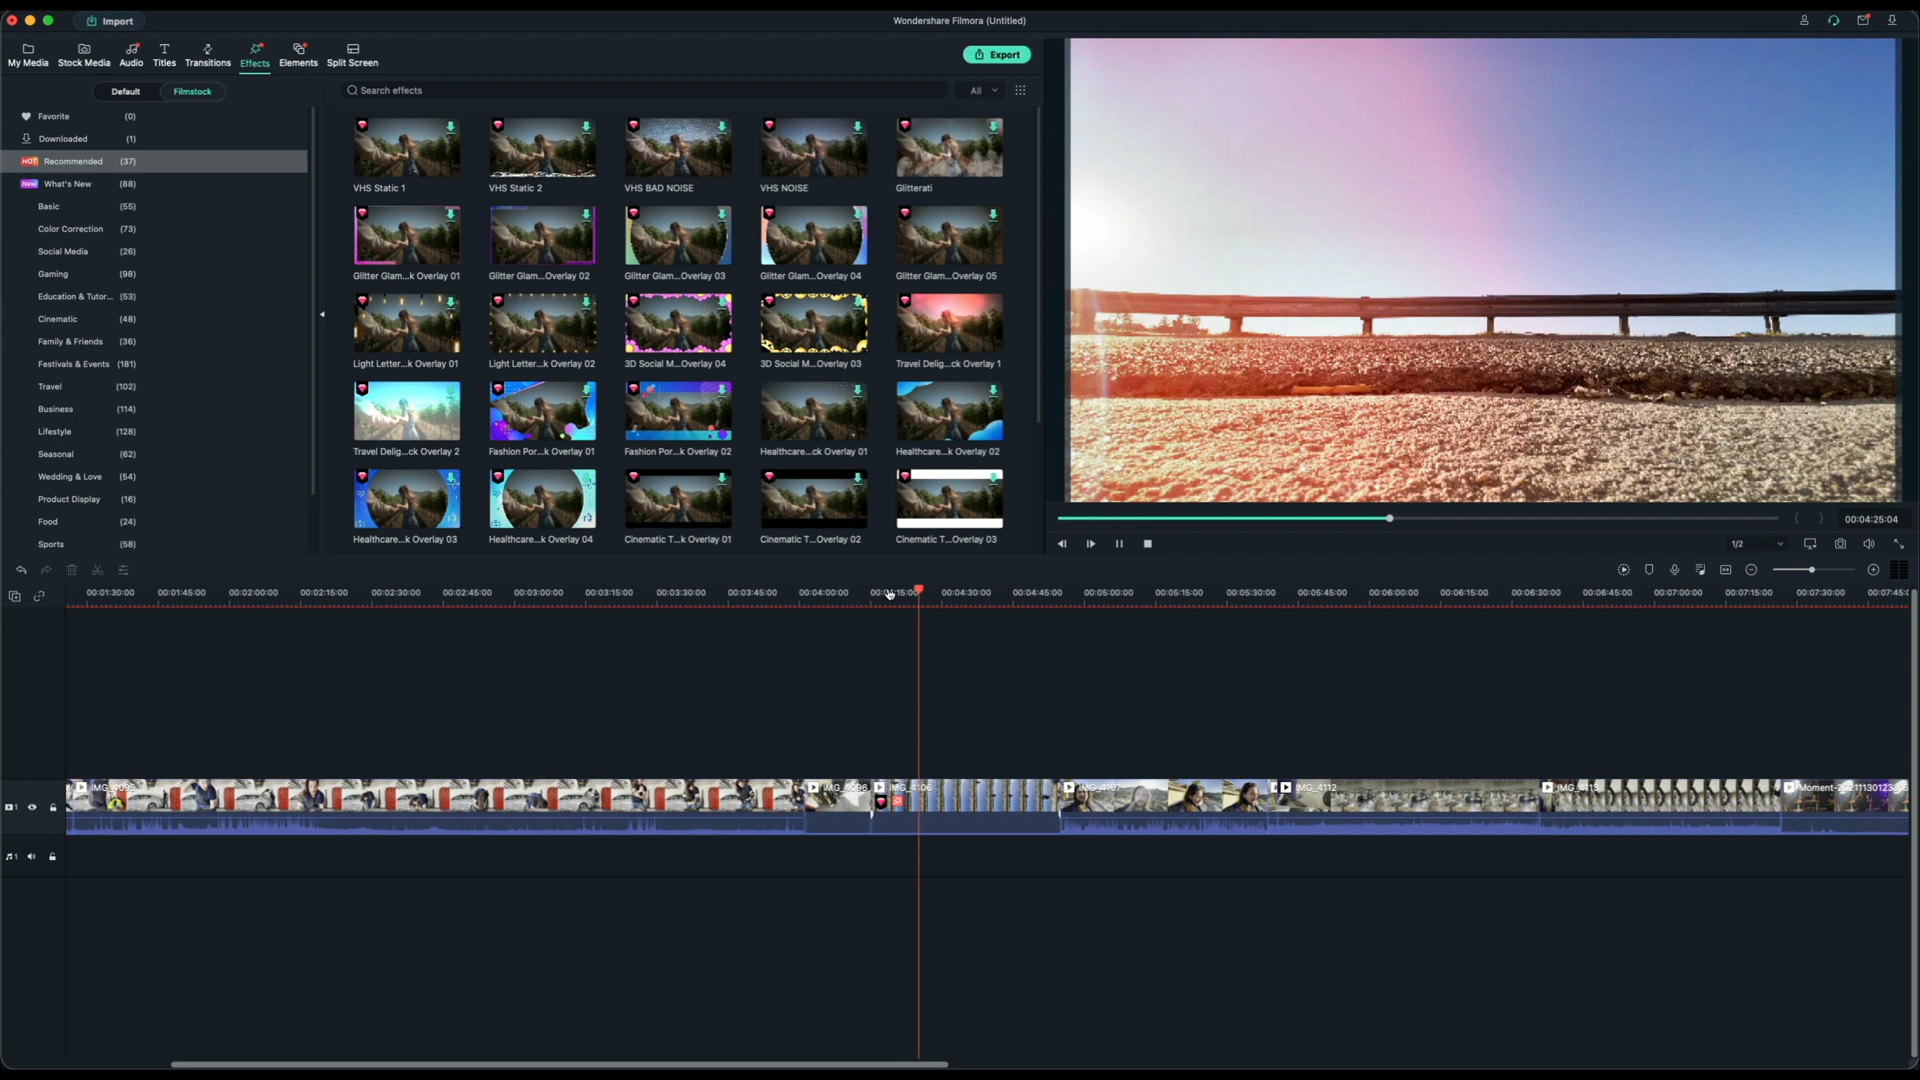 Import
Wondershare Filmora (Untitled)
My Media
Stock Media
Audio
Titles
Transitions
Effects
Elements
Split Screen
Export
Default
Filmstock
Search effects
All
Favorite (0)
Downloaded (1)
HOT Recommended (37)
New What's New (88)
Basic (55)
Color Correction (73)
Social Media (26)
Gaming (98)
Education & Tutor... (53)
Cinematic (48)
Family & Friends (36)
Festivals & Events (181)
Travel (102)
Business (114)
Lifestyle (128)
Seasonal (62)
Wedding & Love (54)
Product Display (16)
Food (24)
Sports (58)
VHS Static 1
VHS Static 2
VHS BAD NOISE
VHS NOISE
Glitterati
Glitter Glam...k Overlay 01
Glitter Glam...Overlay 02
Glitter Glam...Overlay 03
Glitter Glam...Overlay 04
Glitter Glam...Overlay 05
Light Letter...k Overlay 01
Light Letter...k Overlay 02
3D Social M...Overlay 04
3D Social M...Overlay 03
Travel Delig...ck Overlay 1
Travel Delig...ck Overlay 2
Fashion Por...k Overlay 01
Fashion Por...k Overlay 02
Healthcare...ck Overlay 01
Healthcare...k Overlay 02
Healthcare...k Overlay 03
Healthcare...k Overlay 04
Cinematic T...k Overlay 01
Cinematic T...Overlay 02
Cinematic T...Overlay 03
00:04:25:04
1/2
00:01:30:00 00:01:45:00 00:02:00:00 00:02:15:00 00:02:30:00 00:02:45:00 00:03:00:00 00:03:15:00 00:03:30:00 00:03:45:00 00:04:00:00 00:04:30:00 00:04:45:00 00:05:00:00 00:05:15:00 00:05:30:00 00:05:45:00 00:06:00:00 00:06:15:00 00:06:30:00 00:06:45:00 00:07:00:00 00:07:15:00 00:07:30:00 00:07:45:0
IMG_4112
1
1